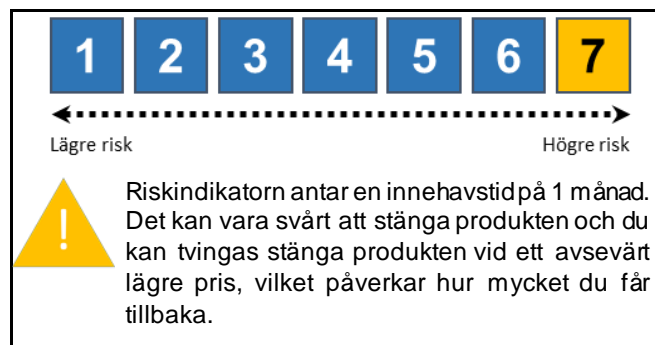 1 2 3 4 5 6 7
Lägre risk Högre risk
!
Riskindikatorn antar en innehavstid på 1 månad.
Det kan vara svårt att stänga produkten och du
kan tvingas stänga produkten vid ett avsevärt
lägre pris, vilket påverkar hur mycket du får
tillbaka.